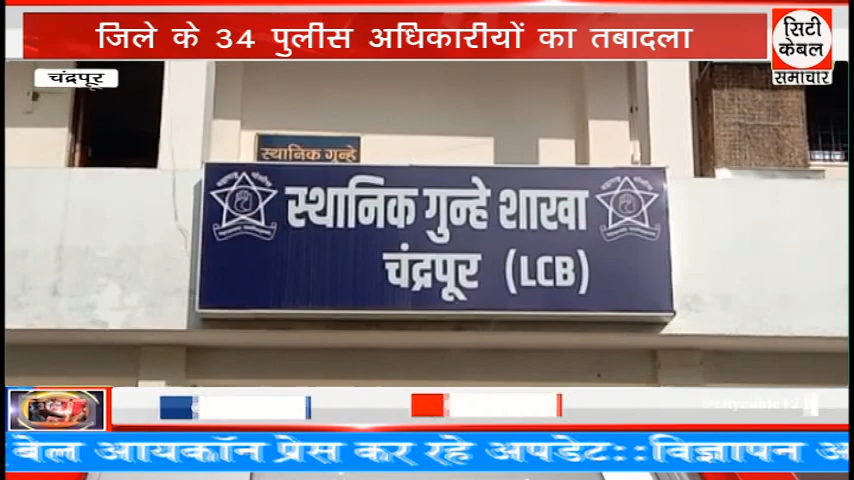 जिले के 34 पुलीस अधिकारीयों का तबादला
सिटी
केबल
समाचार
चंद्रपूर
स्थानिक गुन्हे
स्थानिक गुन्हे शाखा
चंद्रपूर (LCB)
बेल आयकॉन प्रेस कर रहे अपडेट::विज्ञापन